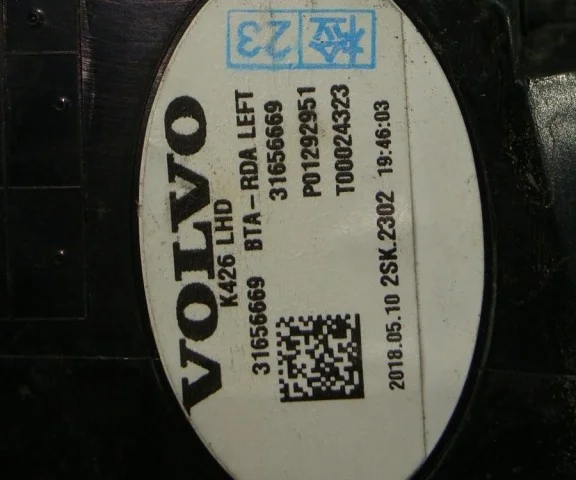 VOLVO
K426 LHD
31656669 BTA-RDA LEFT
31656669
P01292951
T00024323
2018.05.10 2SK.2302 19:46:03
检 23